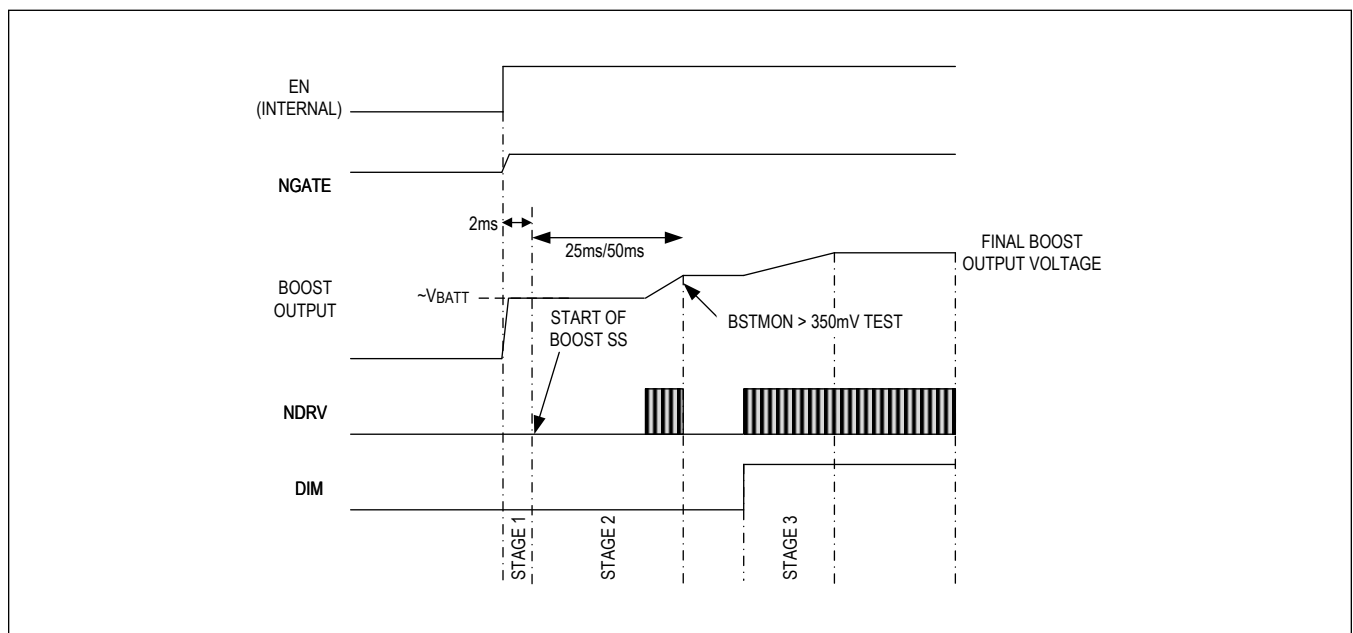 EN
(INTERNAL)
NGATE
2ms
25ms/50ms
FINAL BOOST
OUTPUT VOLTAGE
BOOST
OUTPUT
~VBATT
START OF
BOOST SS
BSTMON > 350mV TEST
NDRV
DIM
STAGE 1
STAGE 2
STAGE 3